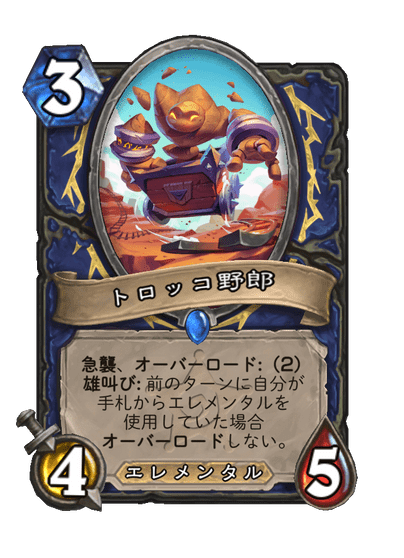 3
トロッコ野郎
急襲、オーバーロード:（2）
雄叫び: 前のターンに自分が
手札からエレメンタルを
使用していた場合
オーバーロードしない。
4
エレメンタル
5